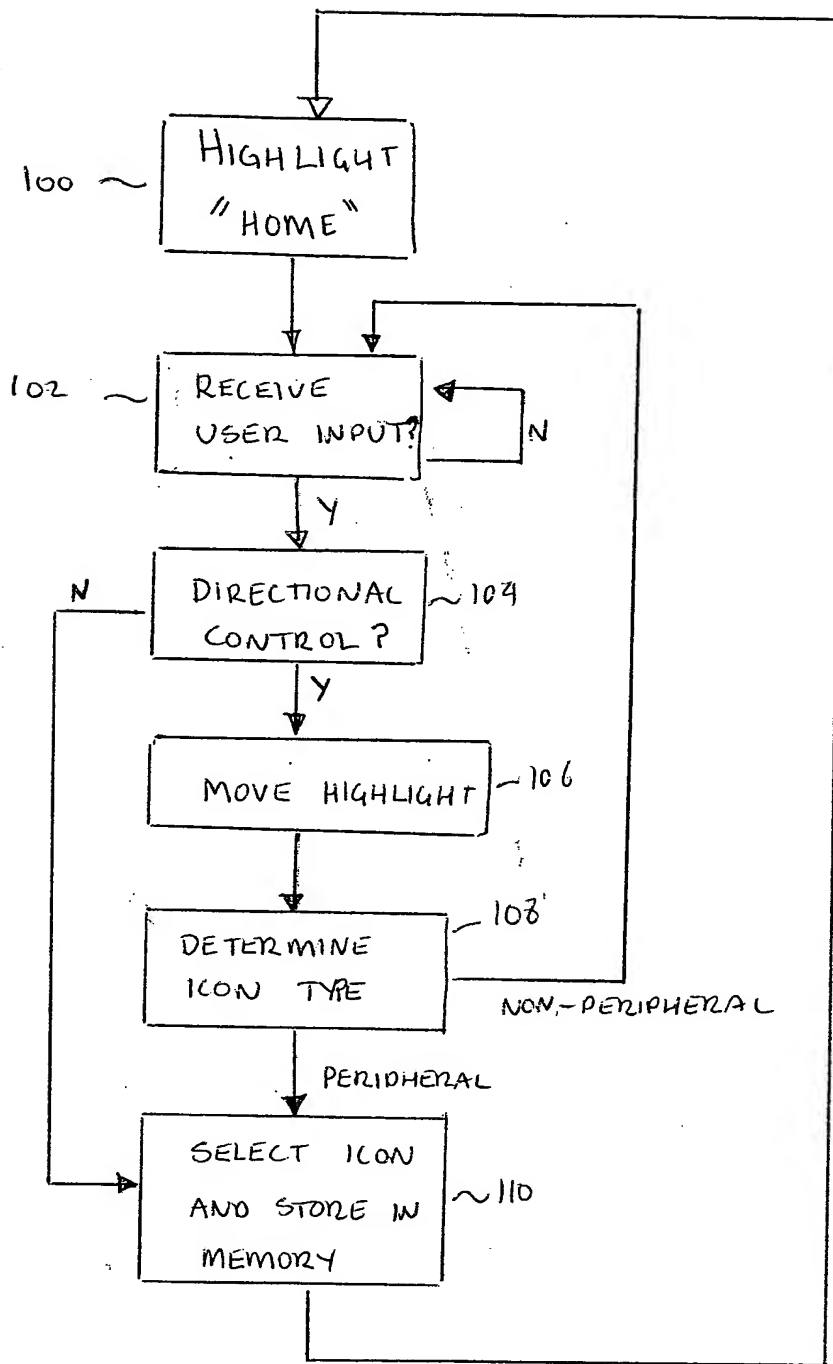 HIGHLIGHT
"HOME"
100
RECEIVE
USER INPUT?
102
N
Y
DIRECTIONAL
CONTROL?
104
N
Y
MOVE HIGHLIGHT
106
DETERMINE
ICON TYPE
108
NON-PERIPHERAL
PERIPHERAL
SELECT ICON
AND STORE IN
MEMORY
110